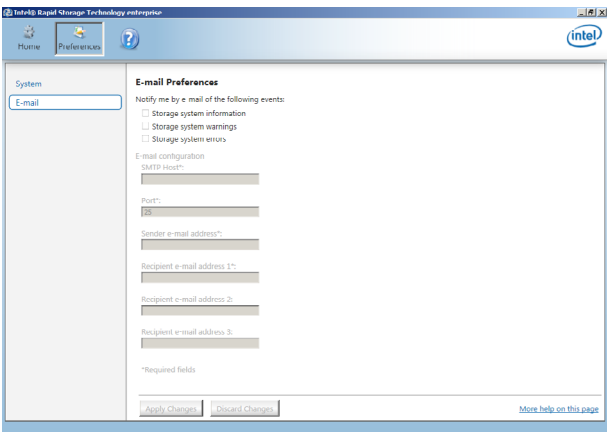 Intel® Rapid Storage Technology enterprise
Home
Preferences
?
intel
System
E-mail
E-mail Preferences
Notify me by e-mail of the following events:
Storage system information
Storage system warnings
Storage system errors
E-mail configuration
SMTP Host*:
Port*:
25
Sender e-mail address*:
Recipient e-mail address 1*:
Recipient e-mail address 2:
Recipient e-mail address 3:
*Required fields
Apply Changes
Discard Changes
More help on this page